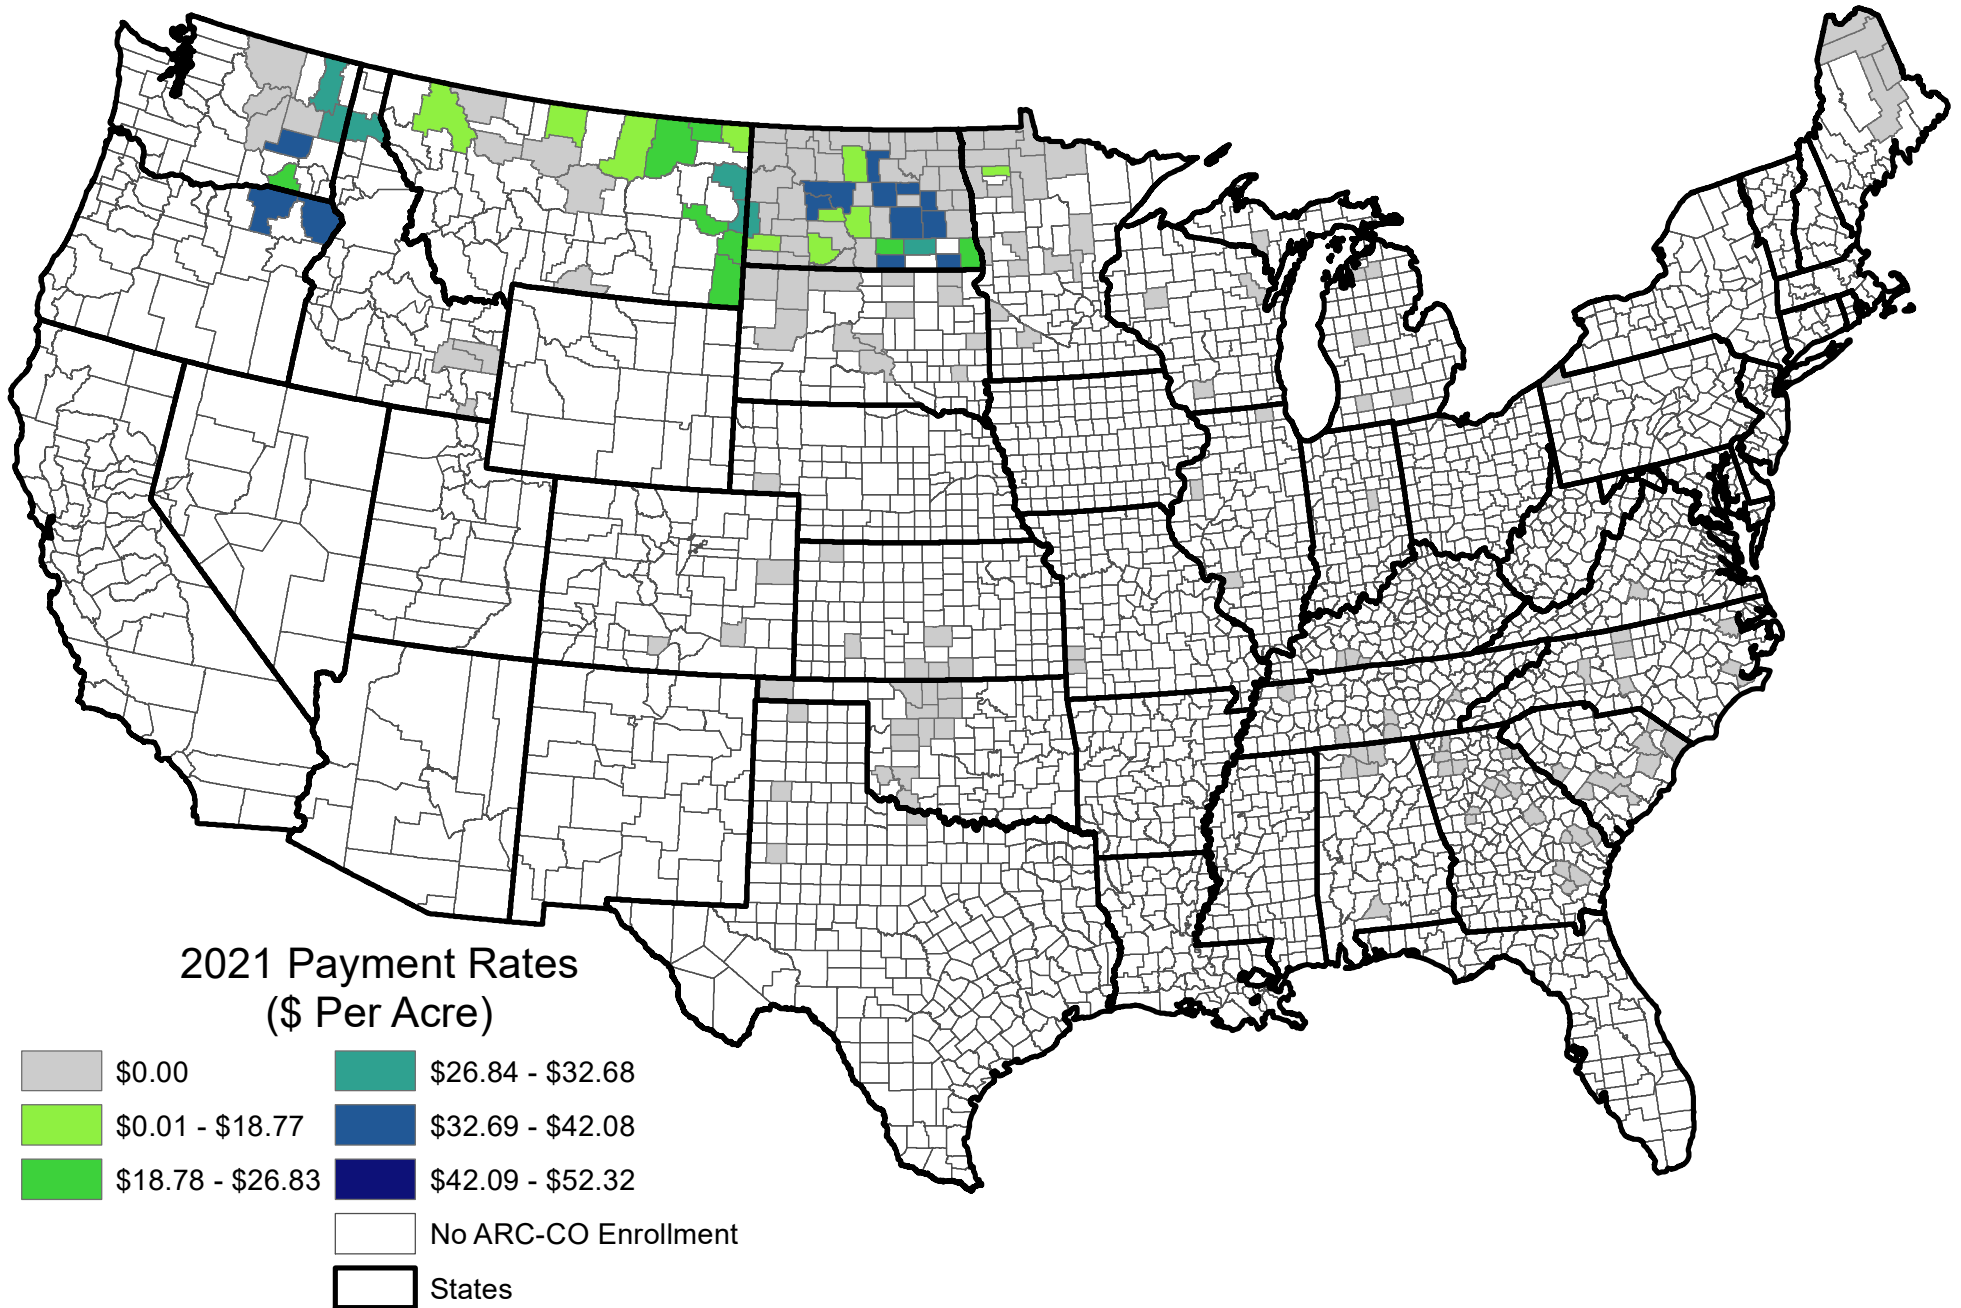 2021 Payment Rates
($ Per Acre)
$0.00
$0.01 - $18.77
$18.78 - $26.83
$26.84 - $32.68
$32.69 - $42.08
$42.09 - $52.32
No ARC-CO Enrollment
States